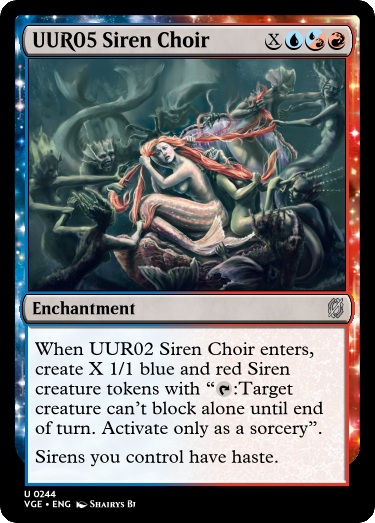 UUR05 Siren Choir X
Enchantment
When UUR02 Siren Choir enters,
create X 1/1 blue and red Siren
creature tokens with “:Target
creature can’t block alone until end
of turn. Activate only as a sorcery”.
Sirens you control have haste.
U 0244
VGE • ENG Shairys Bi